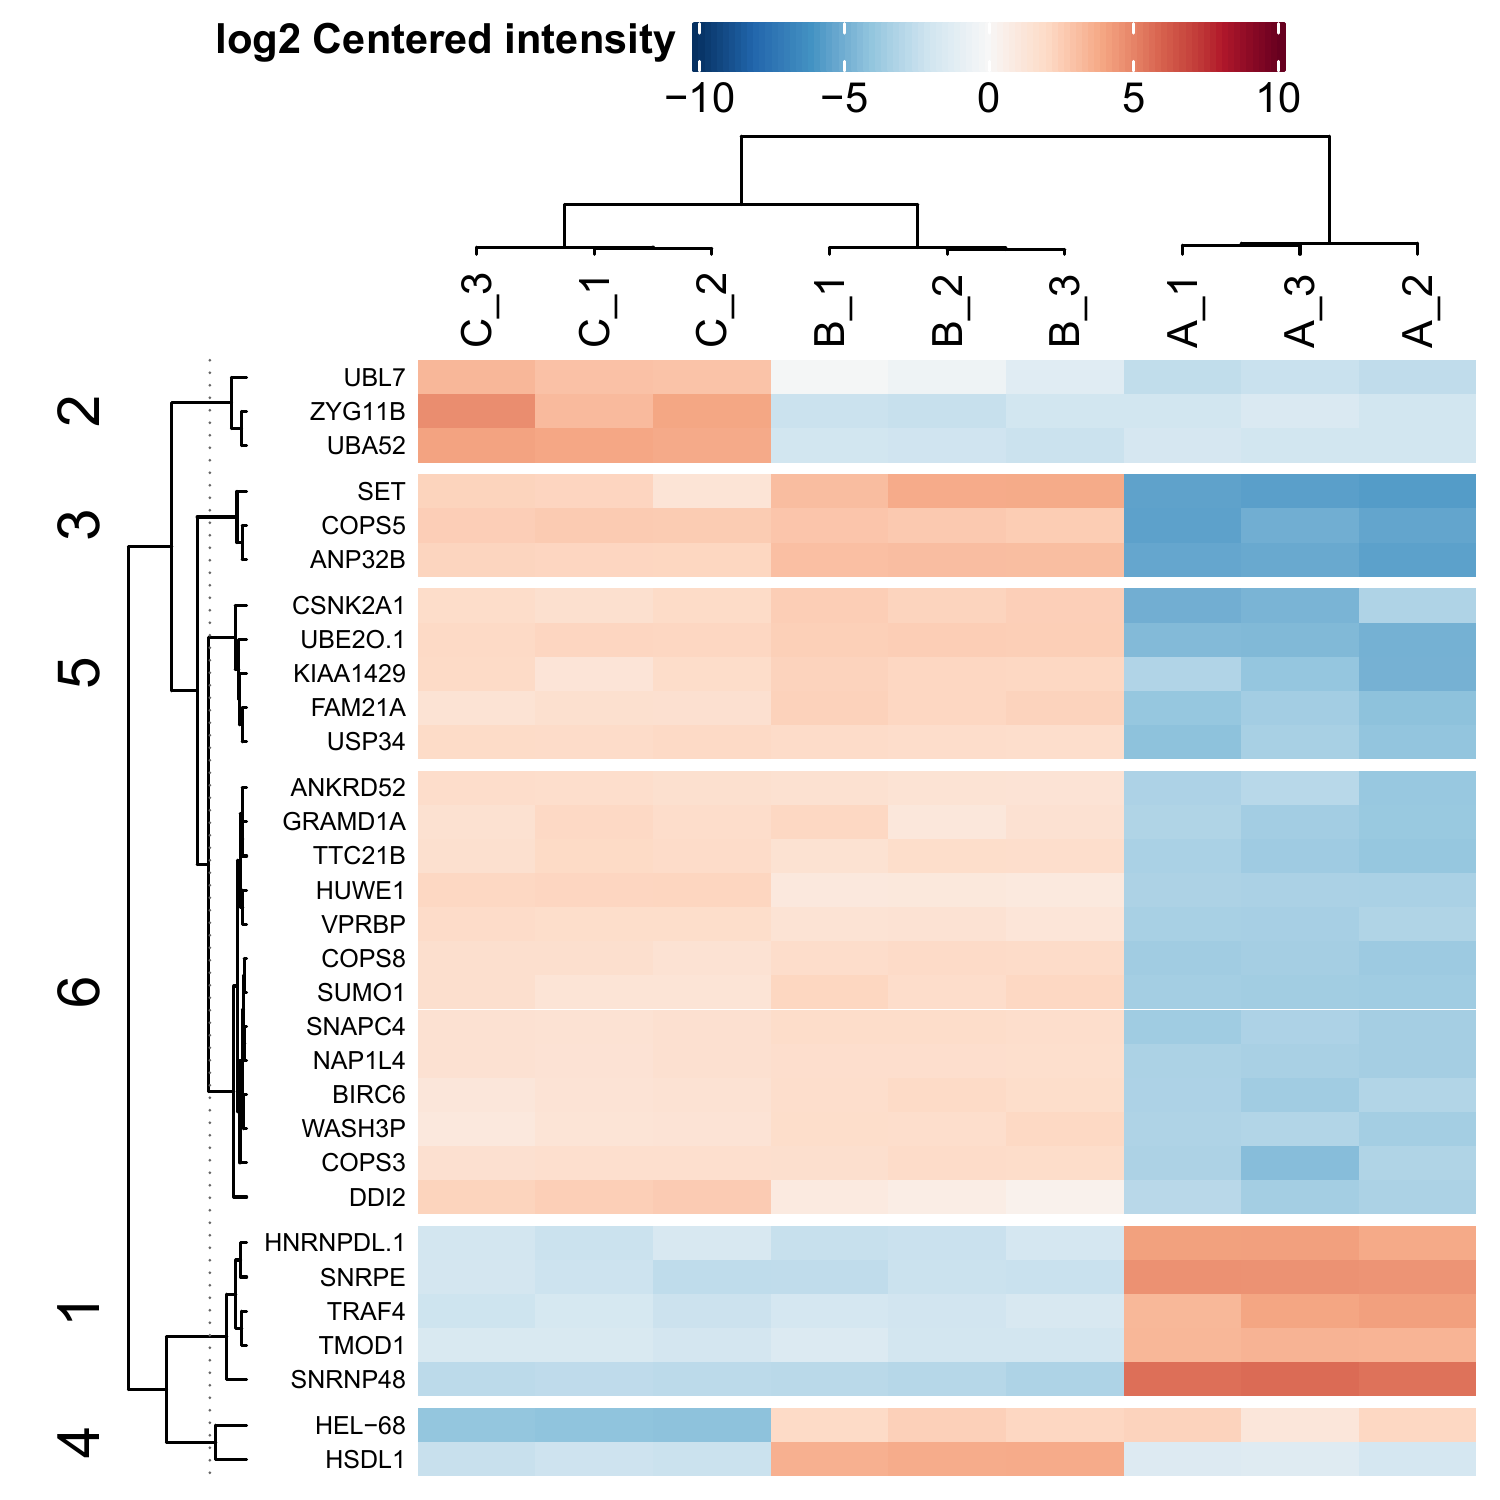 log2 Centered intensity
−10 −5 0 5 10
C_3 C_1 C_2 B_1 B_2 B_3 A_1 A_3 A_2
2
UBL7
ZYG11B
UBA52
3
SET
COPS5
ANP32B
5
CSNK2A1
UBE2O.1
KIAA1429
FAM21A
USP34
6
ANKRD52
GRAMD1A
TTC21B
HUWE1
VPRBP
COPS8
SUMO1
SNAPC4
NAP1L4
BIRC6
WASH3P
COPS3
DDI2
1
HNRNPDL.1
SNRPE
TRAF4
TMOD1
SNRNP48
4
HEL−68
HSDL1